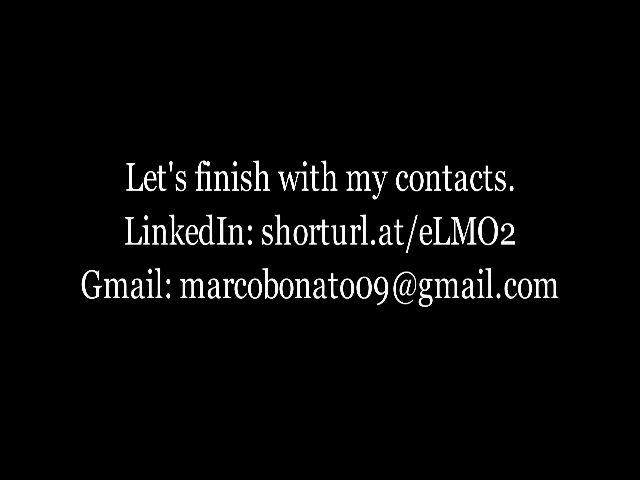 Let's finish with my contacts.
LinkedIn: shorturl.at/eLMO2
Gmail: marcobonato09@gmail.com